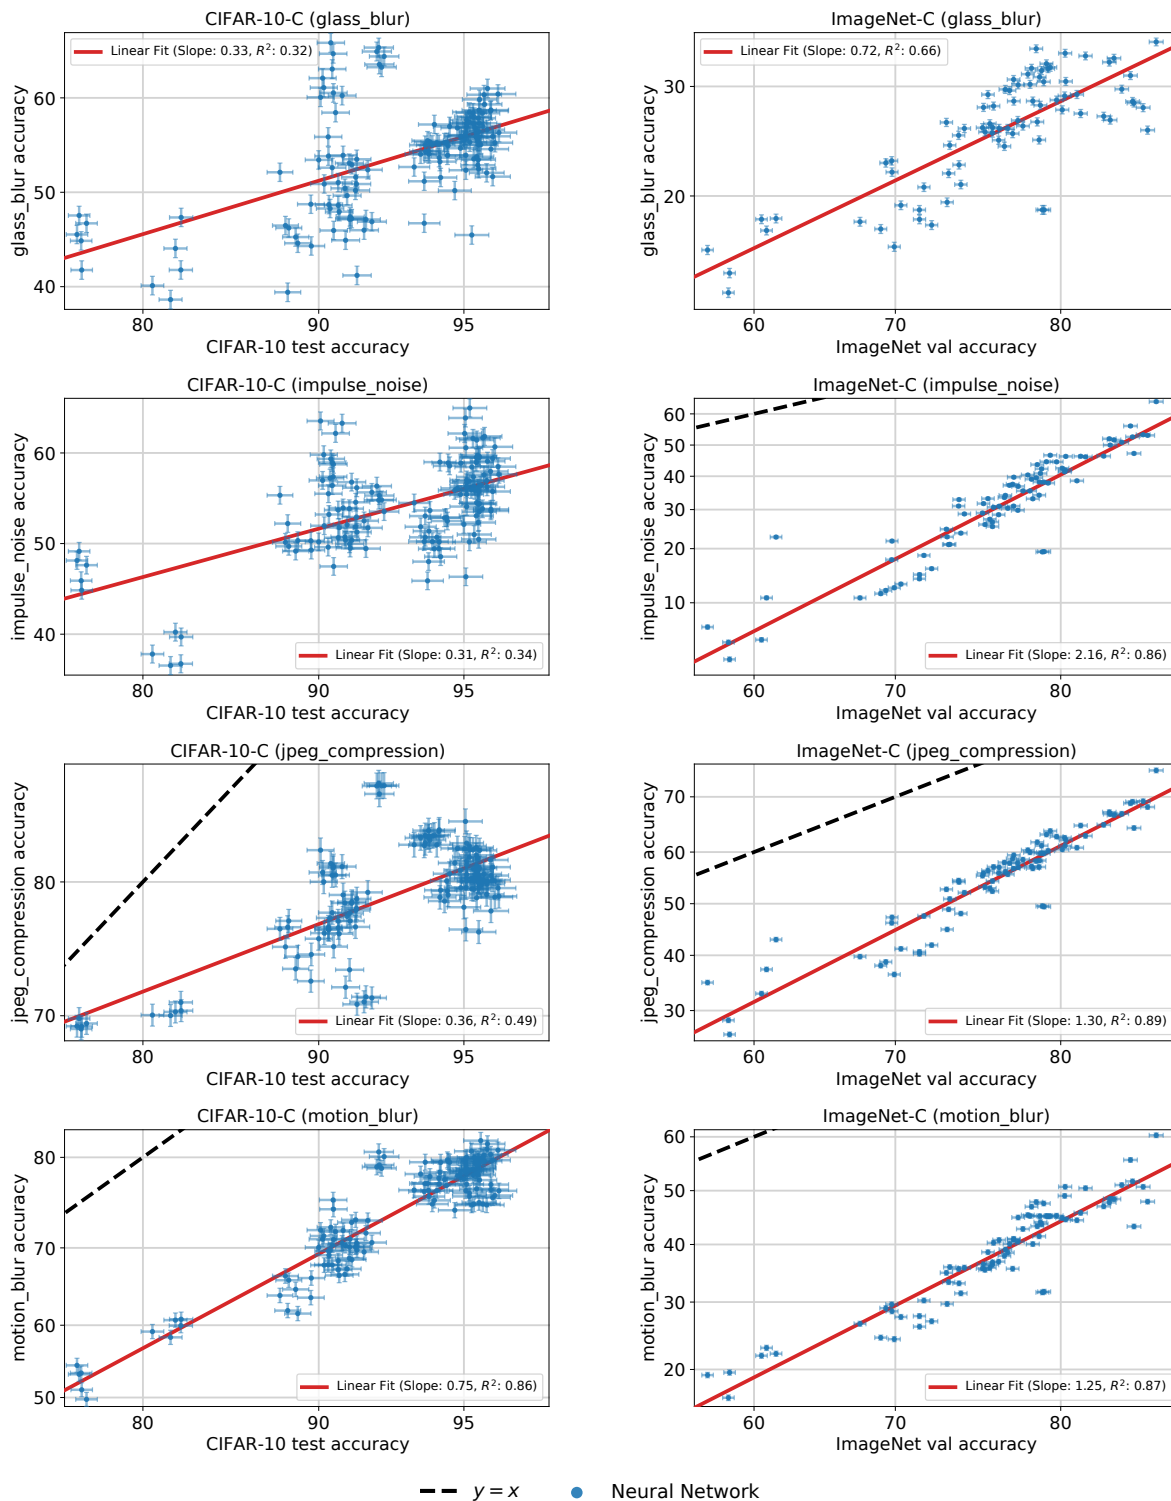 CIFAR-10-C (glass_blur)
Linear Fit (Slope: 0.33, R²: 0.32)
glass_blur accuracy
60
50
40
80 90 95
CIFAR-10 test accuracy
ImageNet-C (glass_blur)
Linear Fit (Slope: 0.72, R²: 0.66)
glass_blur accuracy
30
20
60 70 80
ImageNet val accuracy
CIFAR-10-C (impulse_noise)
impulse_noise accuracy
60
50
40
Linear Fit (Slope: 0.31, R²: 0.34)
80 90 95
CIFAR-10 test accuracy
ImageNet-C (impulse_noise)
impulse_noise accuracy
60
50
40
30
20
10
Linear Fit (Slope: 2.16, R²: 0.86)
60 70 80
ImageNet val accuracy
CIFAR-10-C (jpeg_compression)
jpeg_compression accuracy
80
70
Linear Fit (Slope: 0.36, R²: 0.49)
80 90 95
CIFAR-10 test accuracy
ImageNet-C (jpeg_compression)
jpeg_compression accuracy
70
60
50
40
30
Linear Fit (Slope: 1.30, R²: 0.89)
60 70 80
ImageNet val accuracy
CIFAR-10-C (motion_blur)
motion_blur accuracy
80
70
60
50
Linear Fit (Slope: 0.75, R²: 0.86)
80 90 95
CIFAR-10 test accuracy
ImageNet-C (motion_blur)
motion_blur accuracy
60
50
40
30
20
Linear Fit (Slope: 1.25, R²: 0.87)
60 70 80
ImageNet val accuracy
y = x Neural Network